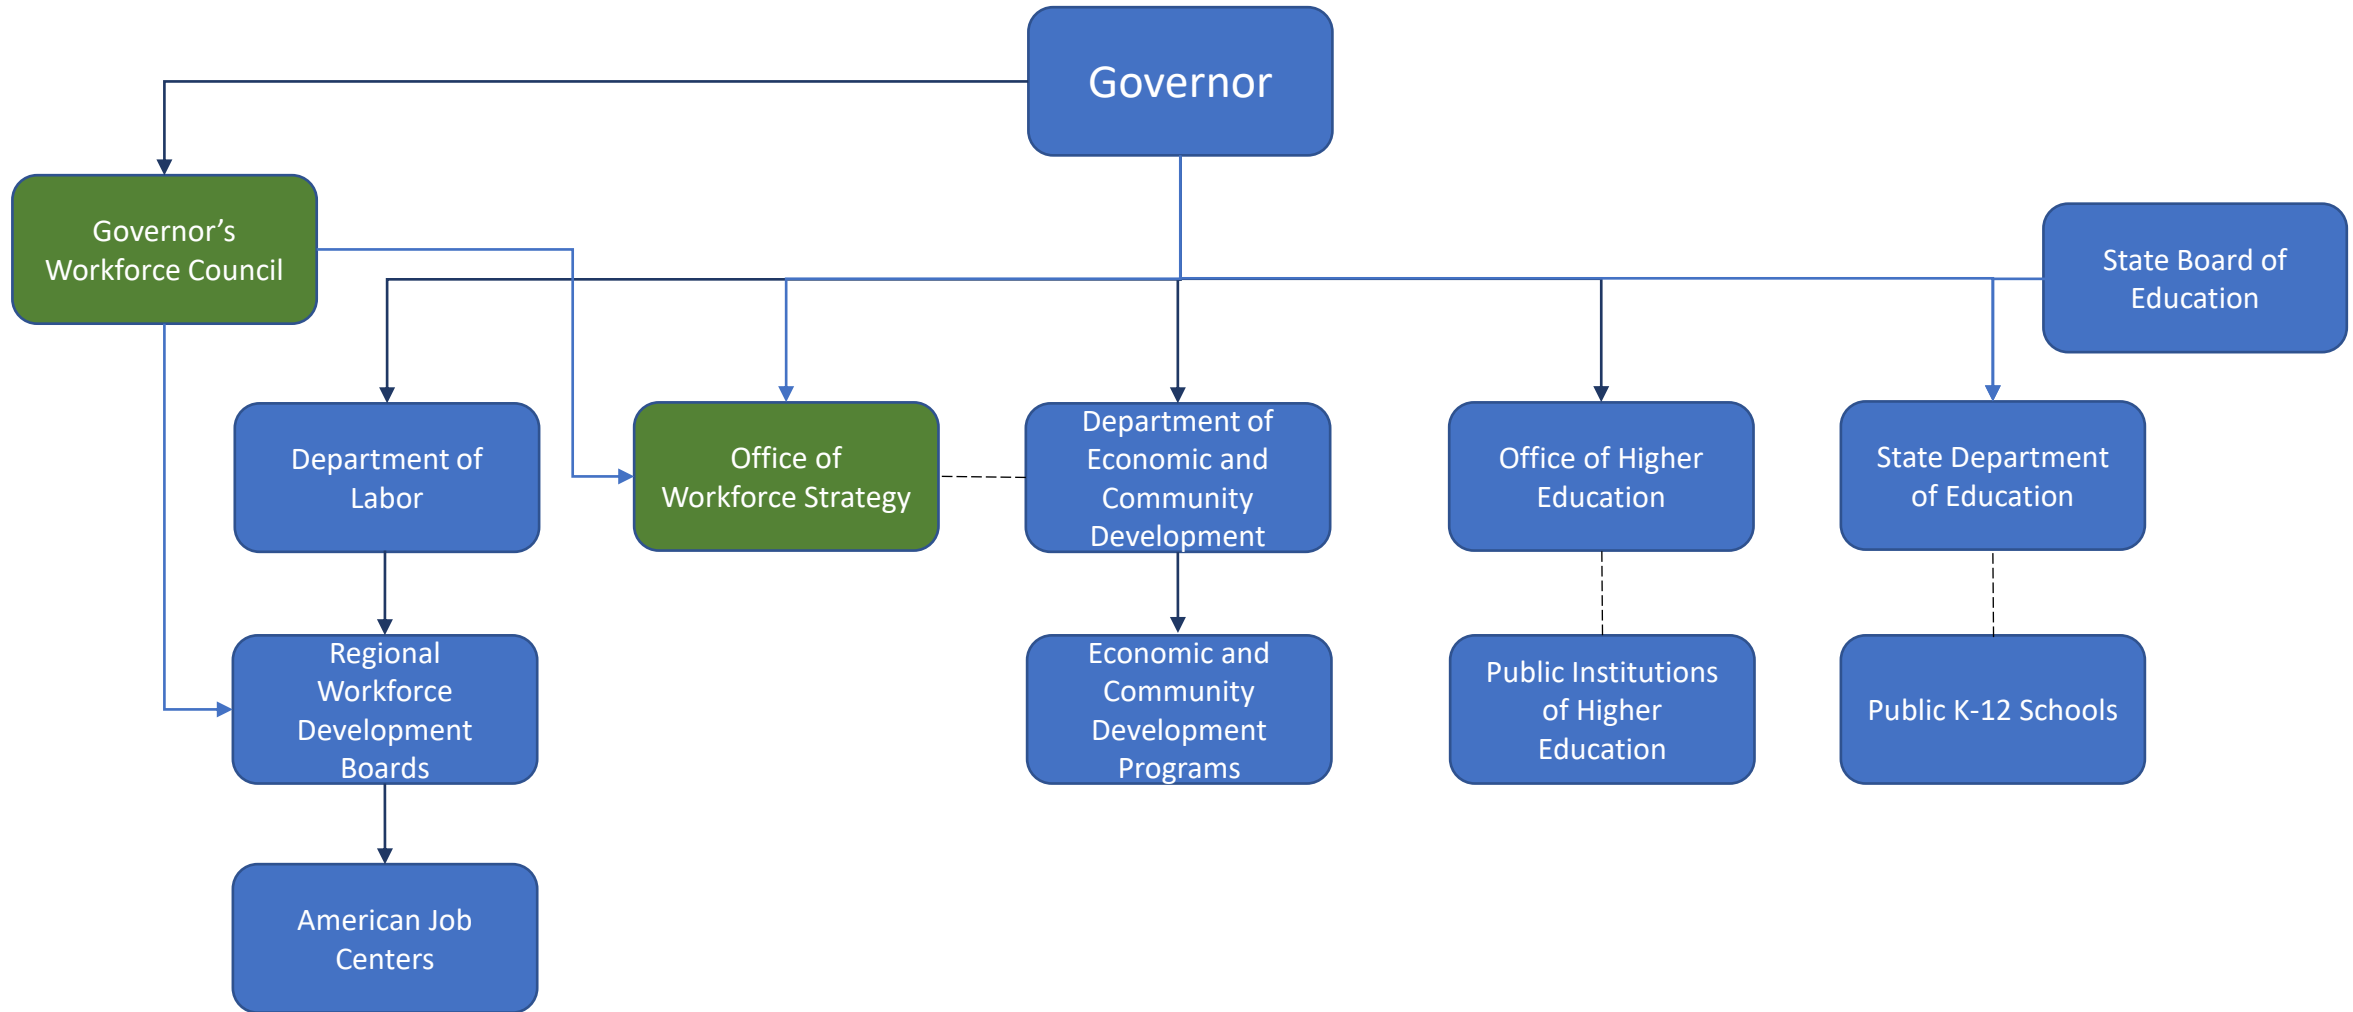 Governor
Governor’s
Workforce Council
State Board of
Education
Department of
Labor
Office of
Workforce Strategy
Department of
Economic and
Community
Development
Office of Higher
Education
State Department
of Education
Regional
Workforce
Development
Boards
Economic and
Community
Development
Programs
Public Institutions
of Higher
Education
Public K-12 Schools
American Job
Centers